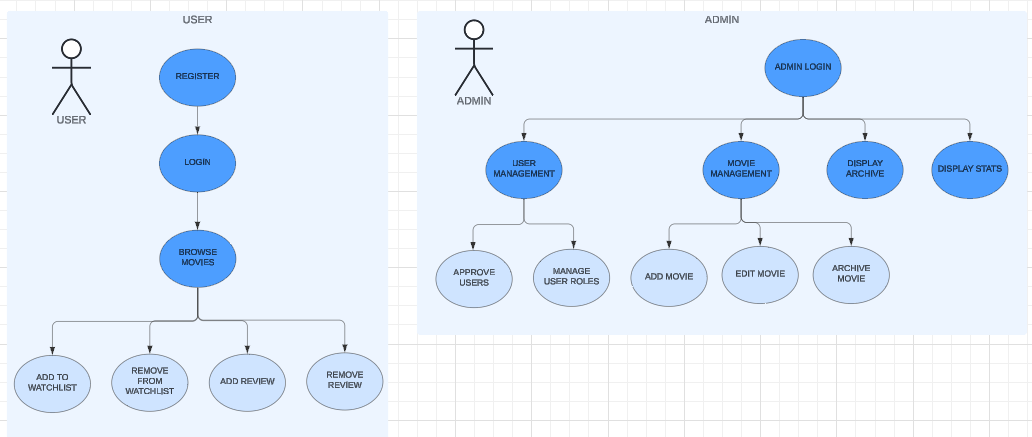 USER
USER
REGISTER
LOGIN
BROWSE
MOVIES
ADD TO
WATCHLIST
REMOVE
FROM
WATCHLIST
ADD REVIEW
REMOVE
REVIEW
ADMIN
ADMIN
ADMIN LOGIN
USER
MANAGEMENT
MOVIE
MANAGEMENT
DISPLAY
ARCHIVE
DISPLAY STATS
APPROVE
USERS
MANAGE
USER ROLES
ADD MOVIE
EDIT MOVIE
ARCHIVE
MOVIE